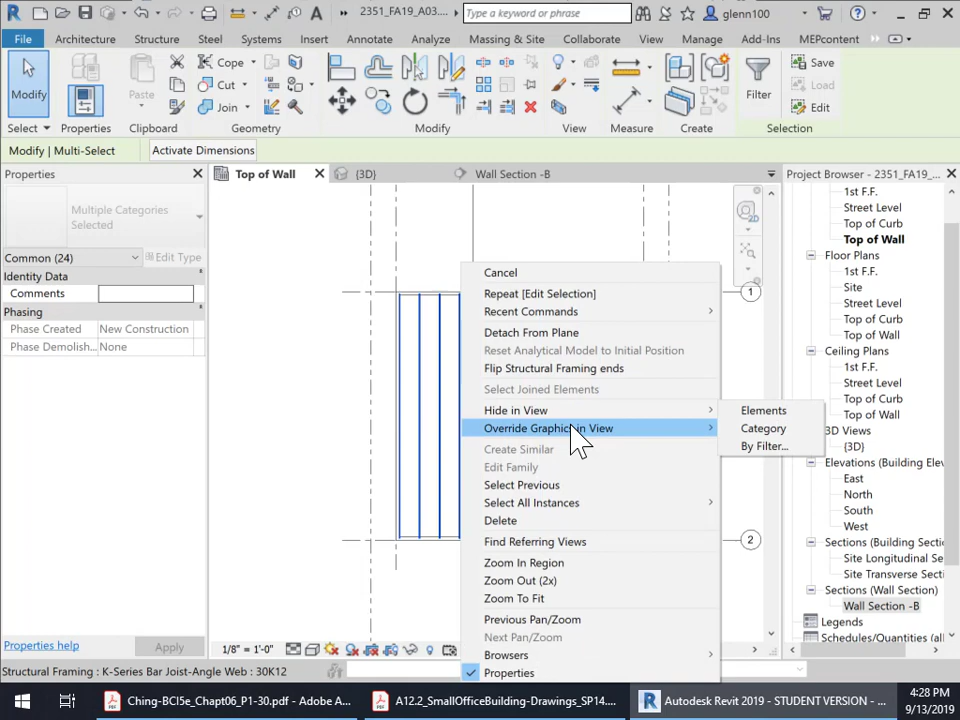 2351_FA19_A03....
Type a keyword or phrase
glenn100
File
Architecture
Structure
Steel
Systems
Insert
Annotate
Analyze
Massing & Site
Collaborate
View
Manage
Add-Ins
MEPcontent
Modify
Paste
Cope
Cut
Join
Filter
Save
Load
Edit
Select
Properties
Clipboard
Geometry
Modify
View
Measure
Create
Selection
Modify | Multi-Select
Activate Dimensions
Properties
Multiple Categories
Selected
Common (24)
Edit Type
Identity Data
Comments
Phasing
Phase Created New Construction
Phase Demolish... None
Properties help
Apply
Top of Wall
{3D}
Wall Section -B
2D
1
2
Cancel
Repeat [Edit Selection]
Recent Commands
Detach From Plane
Reset Analytical Model to Initial Position
Flip Structural Framing ends
Select Joined Elements
Hide in View
Override Graphics in View
Create Similar
Edit Family
Select Previous
Select All Instances
Delete
Find Referring Views
Zoom In Region
Zoom Out (2x)
Zoom To Fit
Previous Pan/Zoom
Next Pan/Zoom
Browsers
Properties
Elements
Category
By Filter...
Project Browser - 2351_FA19_...
1st F.F.
Street Level
Top of Curb
Top of Wall
Floor Plans
1st F.F.
Site
Street Level
Top of Curb
Top of Wall
Ceiling Plans
1st F.F.
Street Level
Top of Curb
Top of Wall
3D Views
{3D}
Elevations (Building Elev
East
North
South
West
Sections (Building Section
Site Longitudinal Se
Site Transverse Secti
Sections (Wall Section)
Wall Section -B
Legends
Schedules/Quantities (all
1/8" = 1'-0"
Structural Framing : K-Series Bar Joist-Angle Web : 30K12
Ching-BCI5e_Chapt06_P1-30.pdf - Adobe A...
A12.2_SmallOfficeBuilding-Drawings_SP14....
Autodesk Revit 2019 - STUDENT VERSION - ...
4:28 PM
9/13/2019